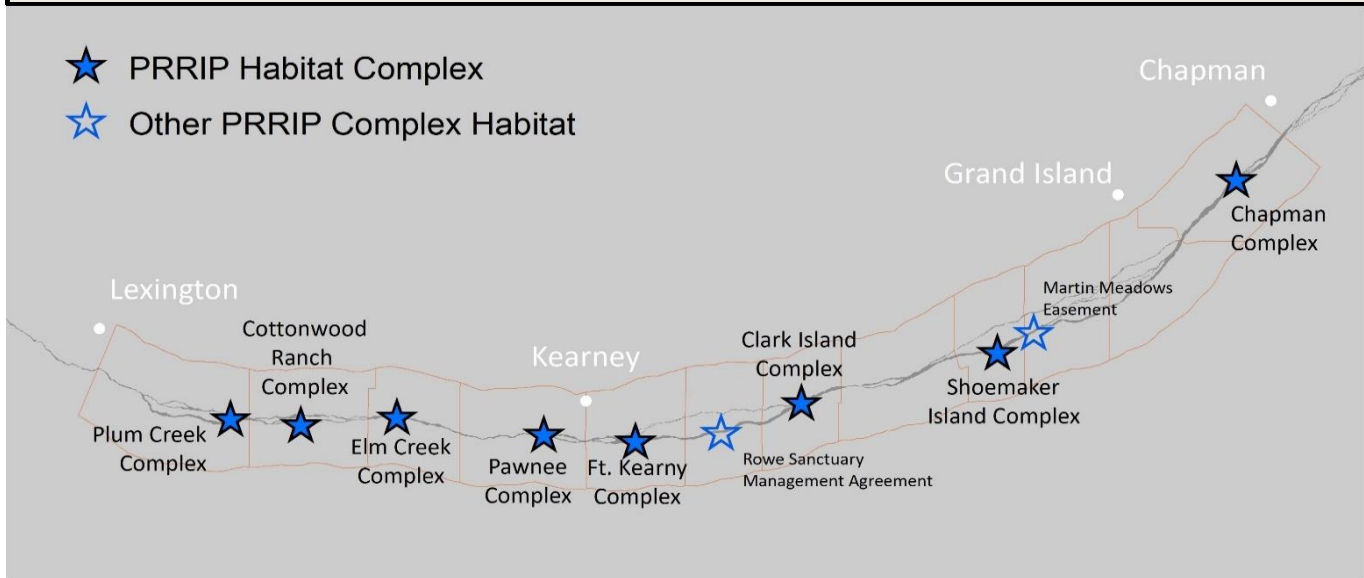 PRRIP Habitat Complex
Other PRRIP Complex Habitat
Chapman
Grand Island
Chapman
Complex
Lexington
Cottonwood
Ranch
Complex
Kearney
Clark Island
Complex
Martin Meadows
Easement
Shoemaker
Island Complex
Plum Creek
Complex
Elm Creek
Complex
Pawnee
Complex
Ft. Kearny
Complex
Rowe Sanctuary
Management Agreement